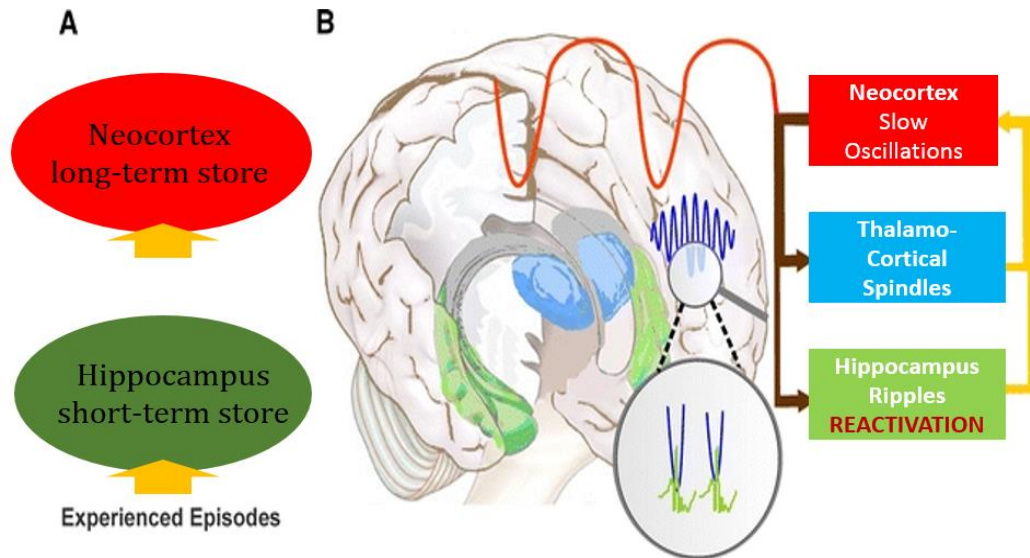 A
Neocortex
long-term store
Hippocampus
short-term store
Experienced Episodes
B
Neocortex
Slow
Oscillations
Thalamo-
Cortical
Spindles
Hippocampus
Ripples
REACTIVATION